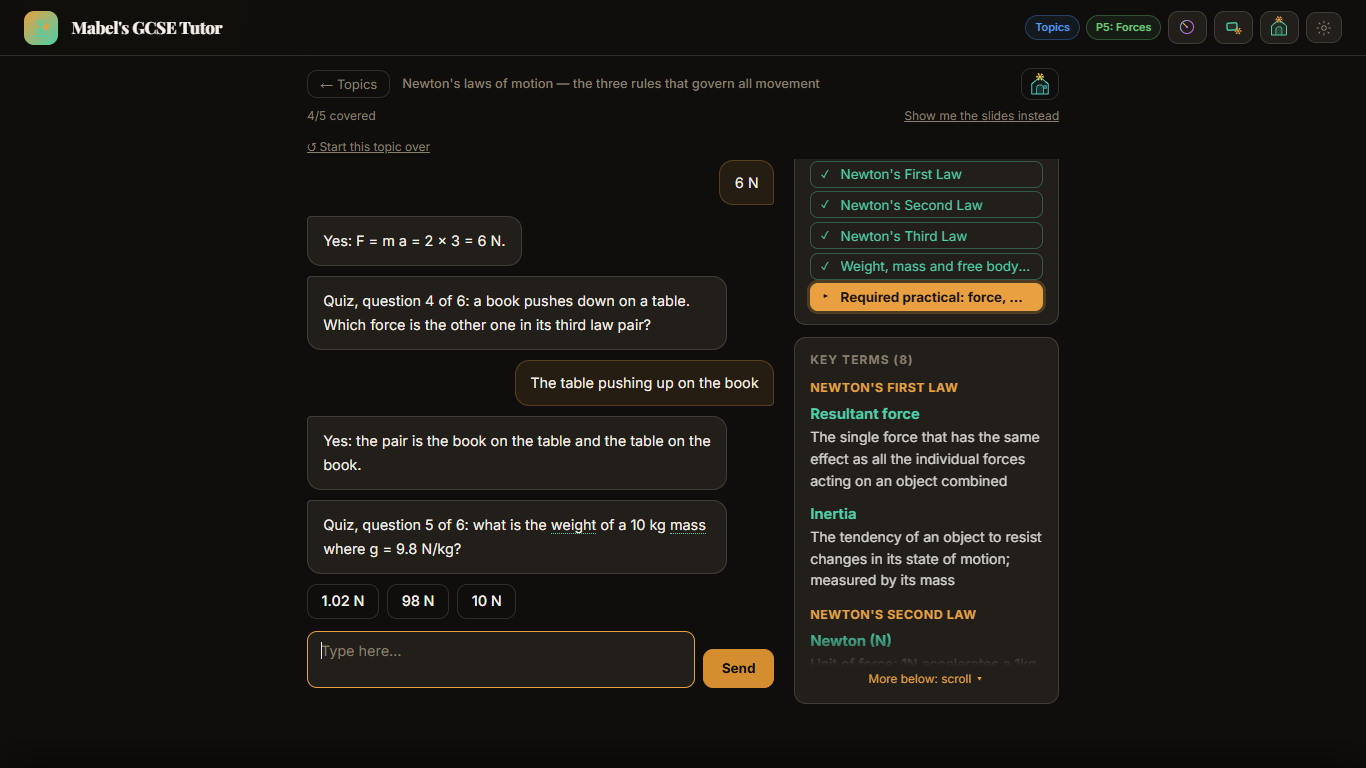 Mabel's GCSE Tutor
Topics
P5: Forces
← Topics
Newton's laws of motion — the three rules that govern all movement
4/5 covered
Show me the slides instead
↺ Start this topic over
6 N
Yes: F = m a = 2 × 3 = 6 N.
Quiz, question 4 of 6: a book pushes down on a table.
Which force is the other one in its third law pair?
The table pushing up on the book
Yes: the pair is the book on the table and the table on the
book.
Quiz, question 5 of 6: what is the weight of a 10 kg mass
where g = 9.8 N/kg?
1.02 N
98 N
10 N
Type here...
Send
✓ Newton's First Law
✓ Newton's Second Law
✓ Newton's Third Law
✓ Weight, mass and free body...
‣ Required practical: force, ...
KEY TERMS (8)
NEWTON'S FIRST LAW
Resultant force
The single force that has the same
effect as all the individual forces
acting on an object combined
Inertia
The tendency of an object to resist
changes in its state of motion;
measured by its mass
NEWTON'S SECOND LAW
Newton (N)
Unit of force: 1N accelerates a 1kg
More below: scroll ▾